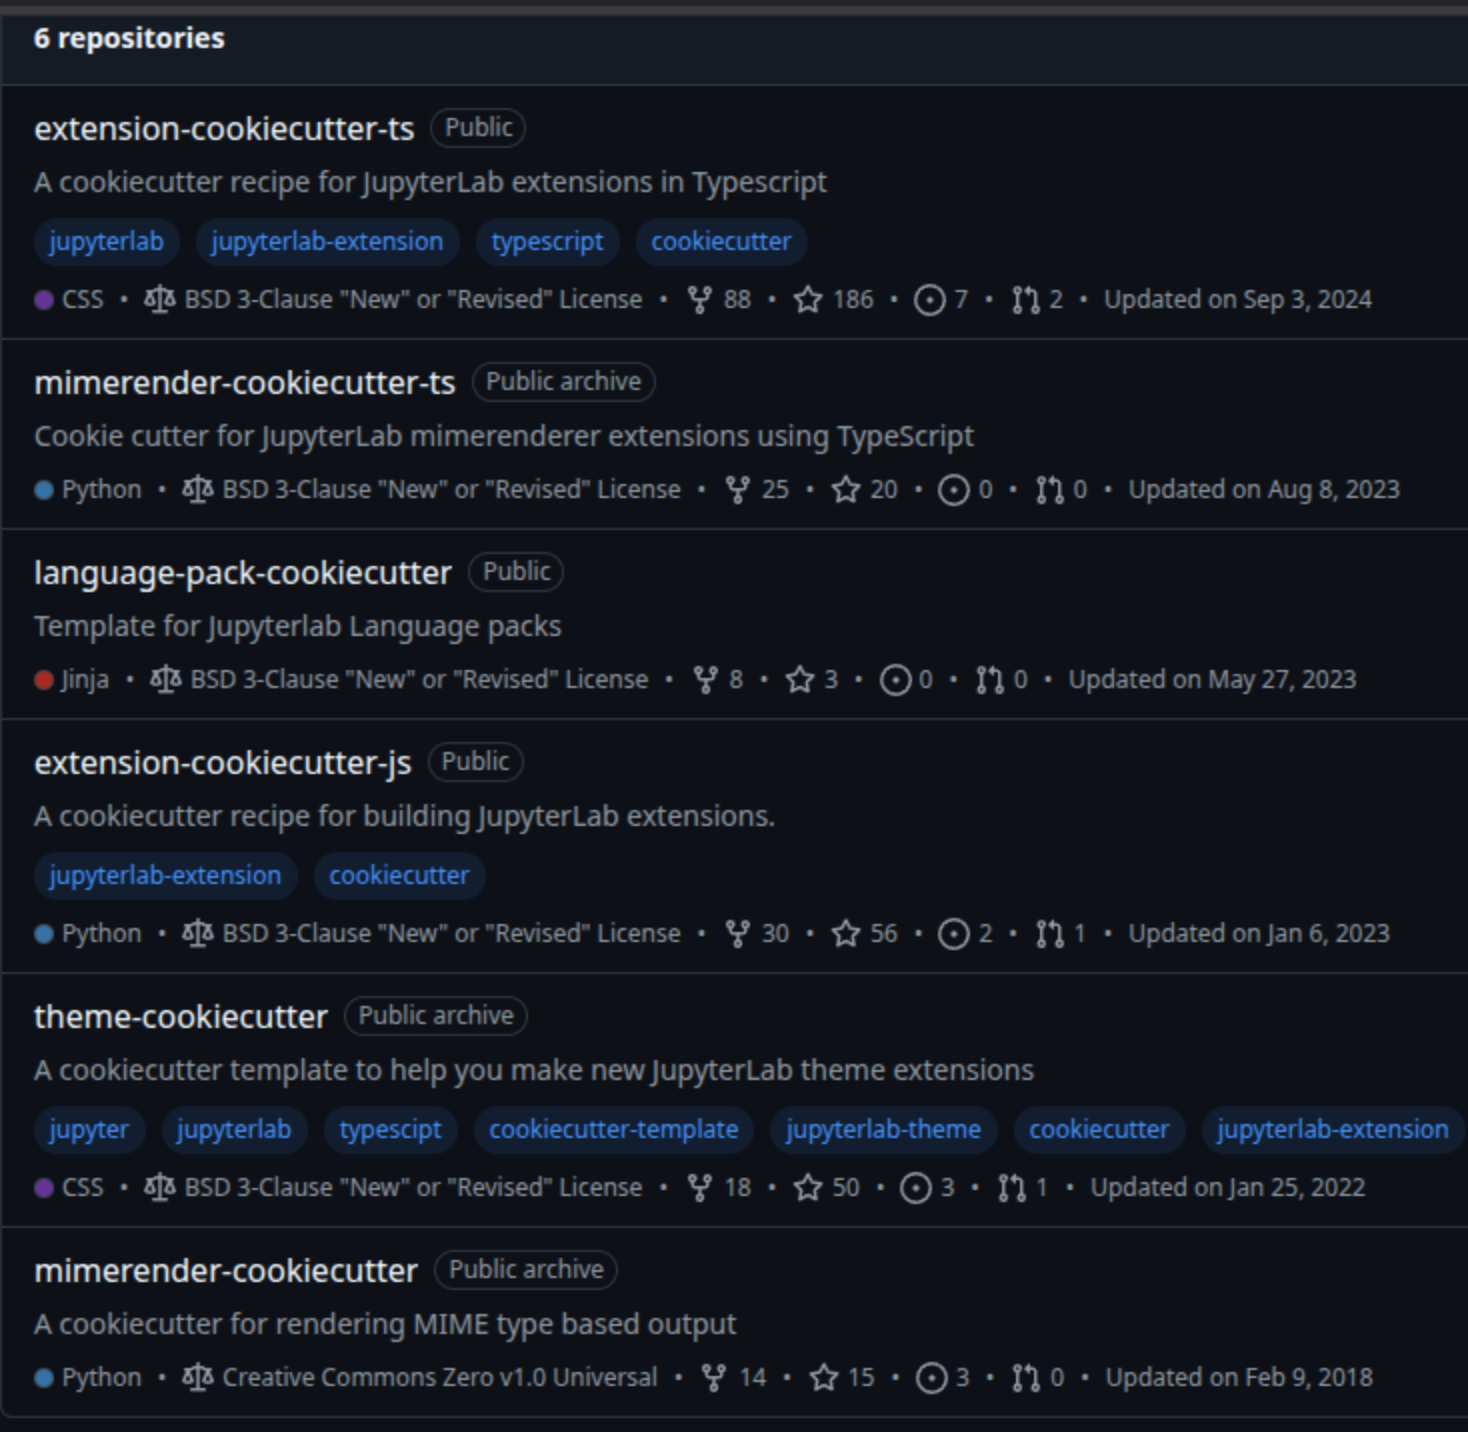 6 repositories
extension-cookiecutter-ts Public
A cookiecutter recipe for JupyterLab extensions in Typescript
jupyterlab jupyterlab-extension typescript cookiecutter
CSS • BSD 3-Clause "New" or "Revised" License • 88 • 186 • 7 • 2 • Updated on Sep 3, 2024
mimerender-cookiecutter-ts Public archive
Cookie cutter for JupyterLab mimerenderer extensions using TypeScript
Python • BSD 3-Clause "New" or "Revised" License • 25 • 20 • 0 • 0 • Updated on Aug 8, 2023
language-pack-cookiecutter Public
Template for Jupyterlab Language packs
Jinja • BSD 3-Clause "New" or "Revised" License • 8 • 3 • 0 • 0 • Updated on May 27, 2023
extension-cookiecutter-js Public
A cookiecutter recipe for building JupyterLab extensions.
jupyterlab-extension cookiecutter
Python • BSD 3-Clause "New" or "Revised" License • 30 • 56 • 2 • 1 • Updated on Jan 6, 2023
theme-cookiecutter Public archive
A cookiecutter template to help you make new JupyterLab theme extensions
jupyter jupyterlab typescipt cookiecutter-template jupyterlab-theme cookiecutter jupyterlab-extension
CSS • BSD 3-Clause "New" or "Revised" License • 18 • 50 • 3 • 1 • Updated on Jan 25, 2022
mimerender-cookiecutter Public archive
A cookiecutter for rendering MIME type based output
Python • Creative Commons Zero v1.0 Universal • 14 • 15 • 3 • 0 • Updated on Feb 9, 2018